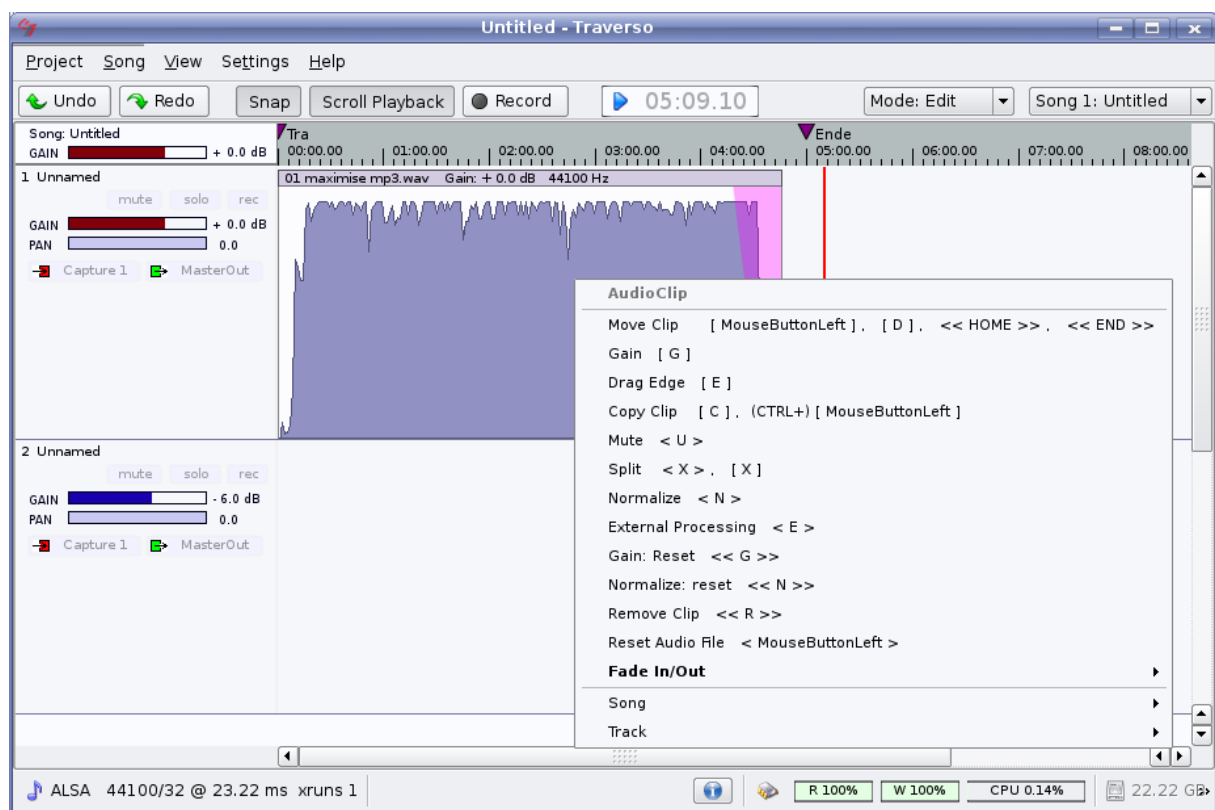 Untitled - Traverso
Project Song View Settings Help
Undo Redo Snap Scroll Playback Record 05:09.10 Mode: Edit Song 1: Untitled
Song: Untitled
GAIN + 0.0 dB
Tra Ende
00:00.00 01:00.00 02:00.00 03:00.00 04:00.00 05:00.00 06:00.00 07:00.00 08:00.00
1 Unnamed
mute solo rec
GAIN + 0.0 dB
PAN 0.0
Capture 1 MasterOut
01 maximise mp3.wav Gain: + 0.0 dB 44100 Hz
AudioClip
Move Clip [ MouseButtonLeft ] , [ D ] , << HOME >> , << END >>
Gain [ G ]
Drag Edge [ E ]
Copy Clip [ C ] , (CTRL+) [ MouseButtonLeft ]
Mute < U >
Split < X > , [ X ]
Normalize < N >
External Processing < E >
Gain: Reset << G >>
Normalize: reset << N >>
Remove Clip << R >>
Reset Audio File < MouseButtonLeft >
Fade In/Out
Song
Track
2 Unnamed
mute solo rec
GAIN - 6.0 dB
PAN 0.0
Capture 1 MasterOut
ALSA 44100/32 @ 23.22 ms xruns 1 R 100% W 100% CPU 0.14% 22.22 GB